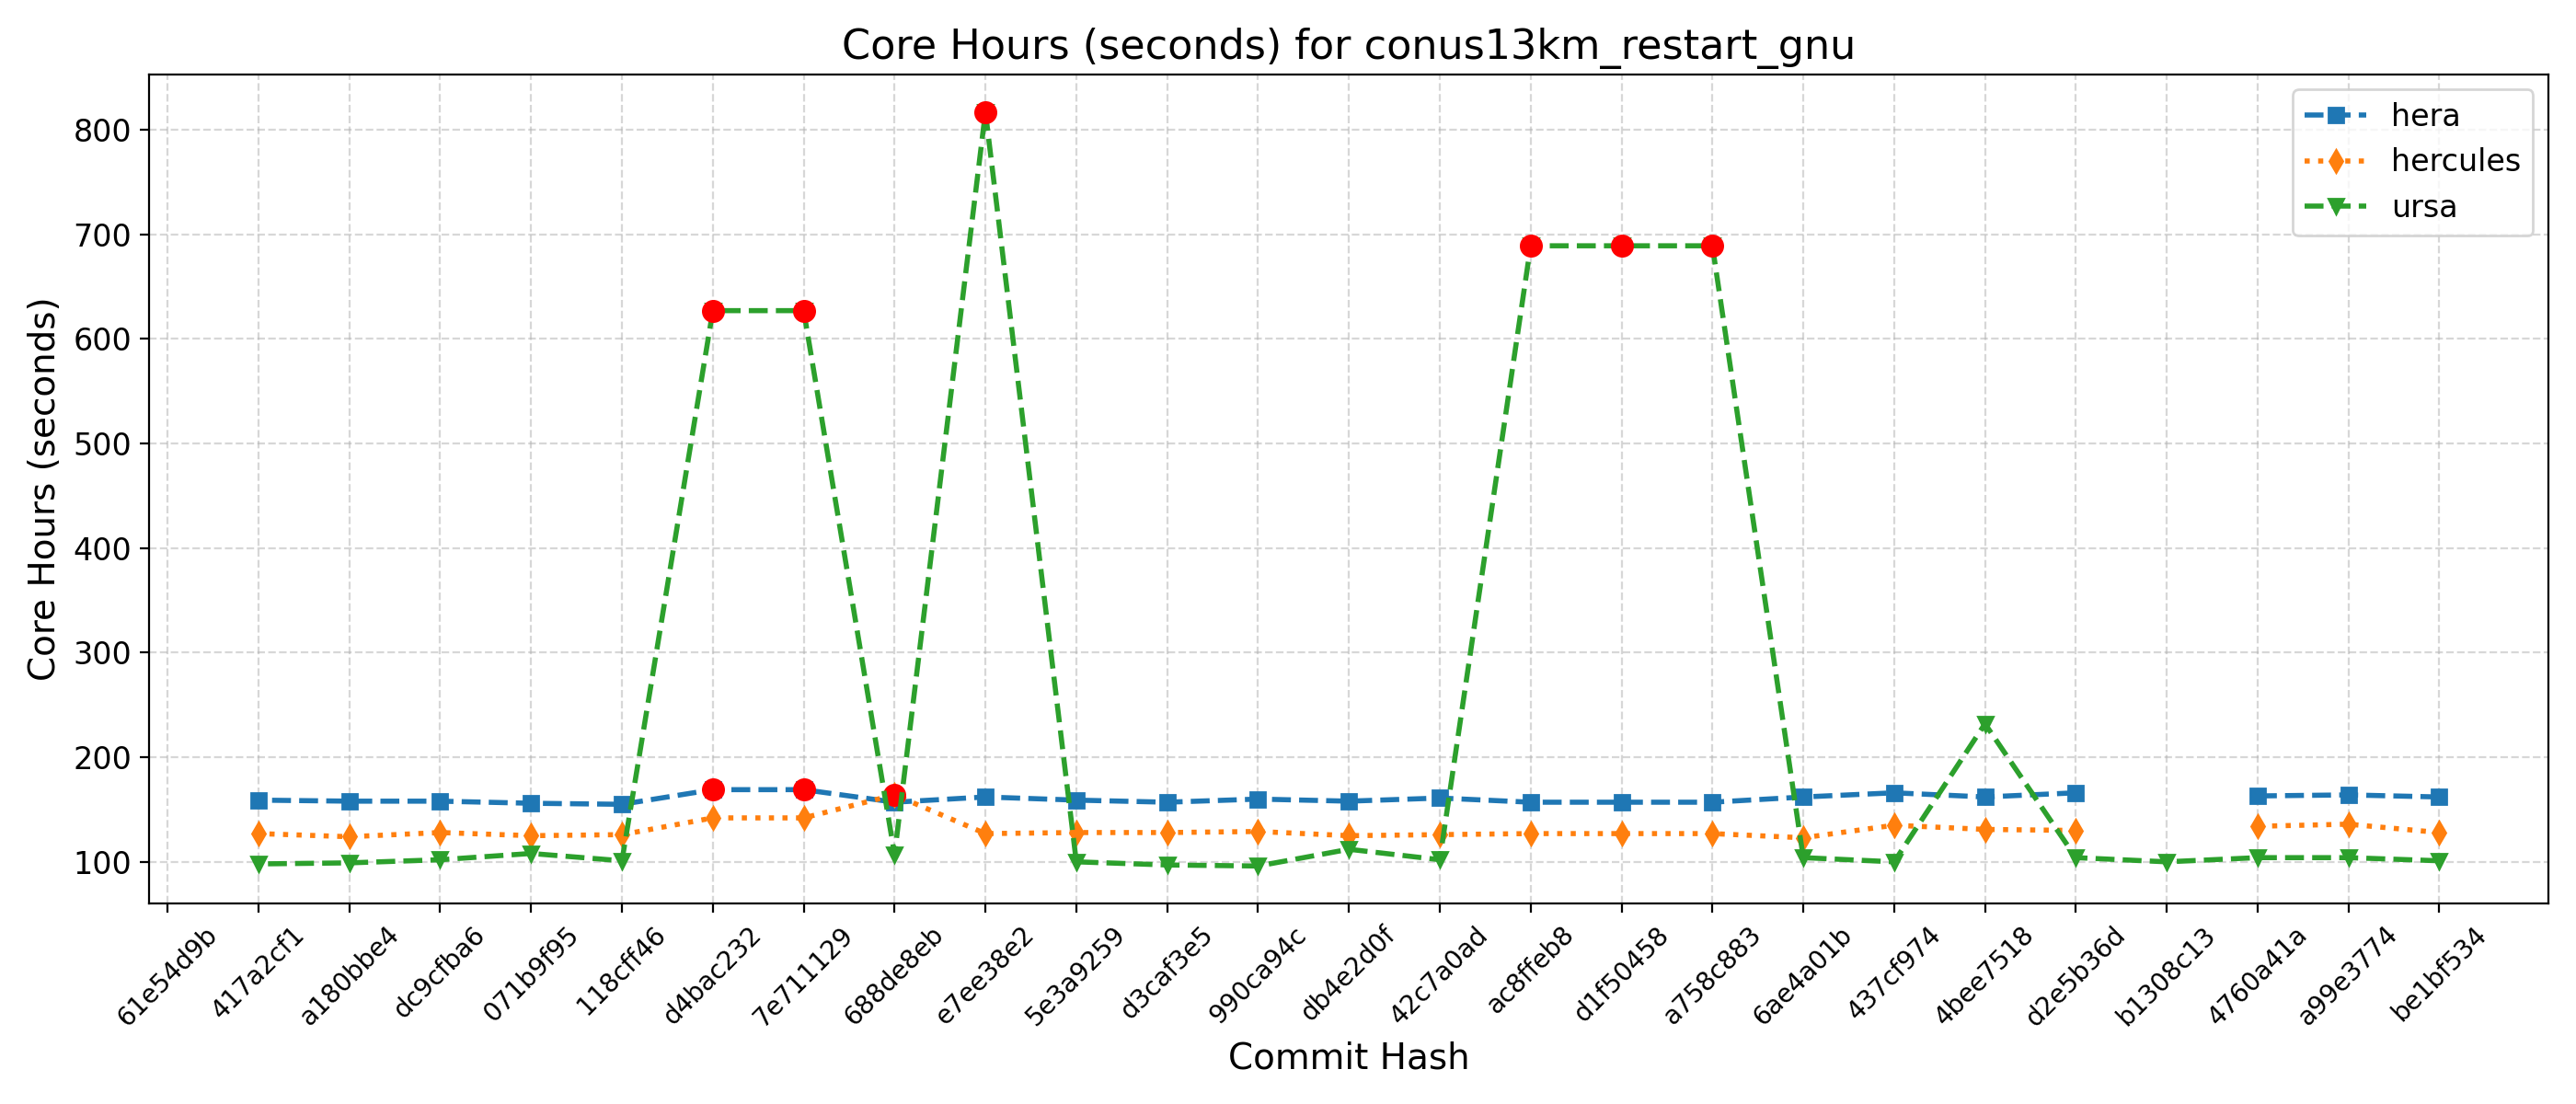 Core Hours (seconds) for conus13km_restart_gnu
Core Hours (seconds)
800
700
600
500
400
300
200
100
hera
hercules
ursa
61e54d9b
417a2cf1
a180bbe4
dc9cfba6
071b9f95
118cff46
d4bac232
7e711129
688de8eb
e7ee38e2
5e3a9259
d3caf3e5
990ca94c
db4e2d0f
42c7a0ad
ac8ffeb8
d1f50458
a758c883
6ae4a01b
437cf974
4bee7518
d2e5b36d
b1308c13
4760a41a
a99e3774
be1bf534
Commit Hash